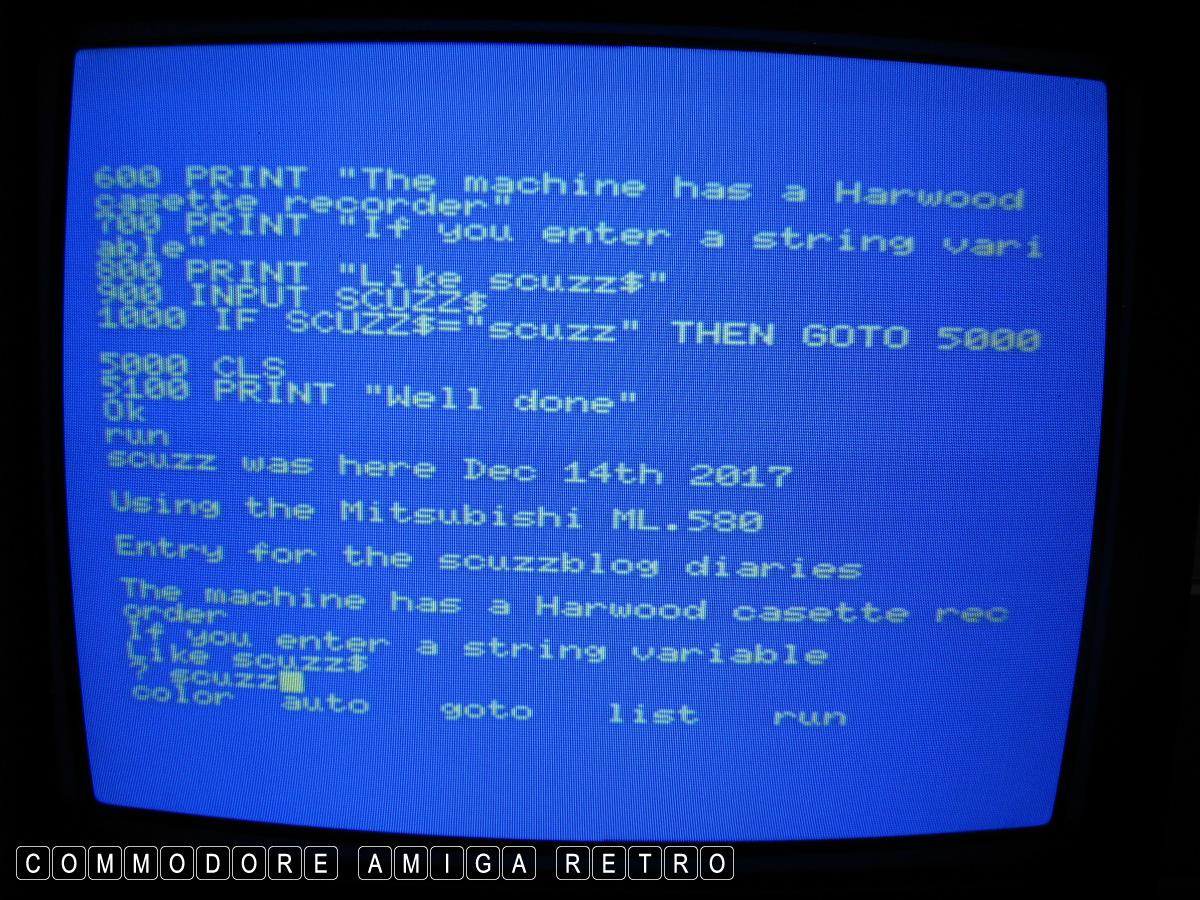 600 PRINT "The machine has a Harwood
casette recorder"
700 PRINT "If you enter a string vari
able"
800 PRINT "Like scuzz$"
900 INPUT SCUZZ$
1000 IF SCUZZ$="scuzz" THEN GOTO 5000
5000 CLS
5100 PRINT "Well done"
Ok
run
scuzz was here Dec 14th 2017
Using the Mitsubishi ML.580
Entry for the scuzzblog diaries
The machine has a Harwood casette rec
order
If you enter a string variable
Like scuzz$
? scuzz
color auto goto list run
COMMODORE AMIGA RETRO